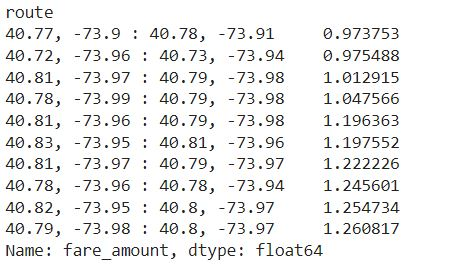 route
40.77, -73.9 : 40.78, -73.91 0.973753
40.72, -73.96 : 40.73, -73.94 0.975488
40.81, -73.97 : 40.79, -73.98 1.012915
40.78, -73.99 : 40.79, -73.98 1.047566
40.81, -73.96 : 40.79, -73.98 1.196363
40.83, -73.95 : 40.81, -73.96 1.197552
40.81, -73.97 : 40.79, -73.97 1.222226
40.78, -73.96 : 40.78, -73.94 1.245601
40.82, -73.95 : 40.8, -73.97 1.254734
40.79, -73.98 : 40.8, -73.97 1.260817
Name: fare_amount, dtype: float64